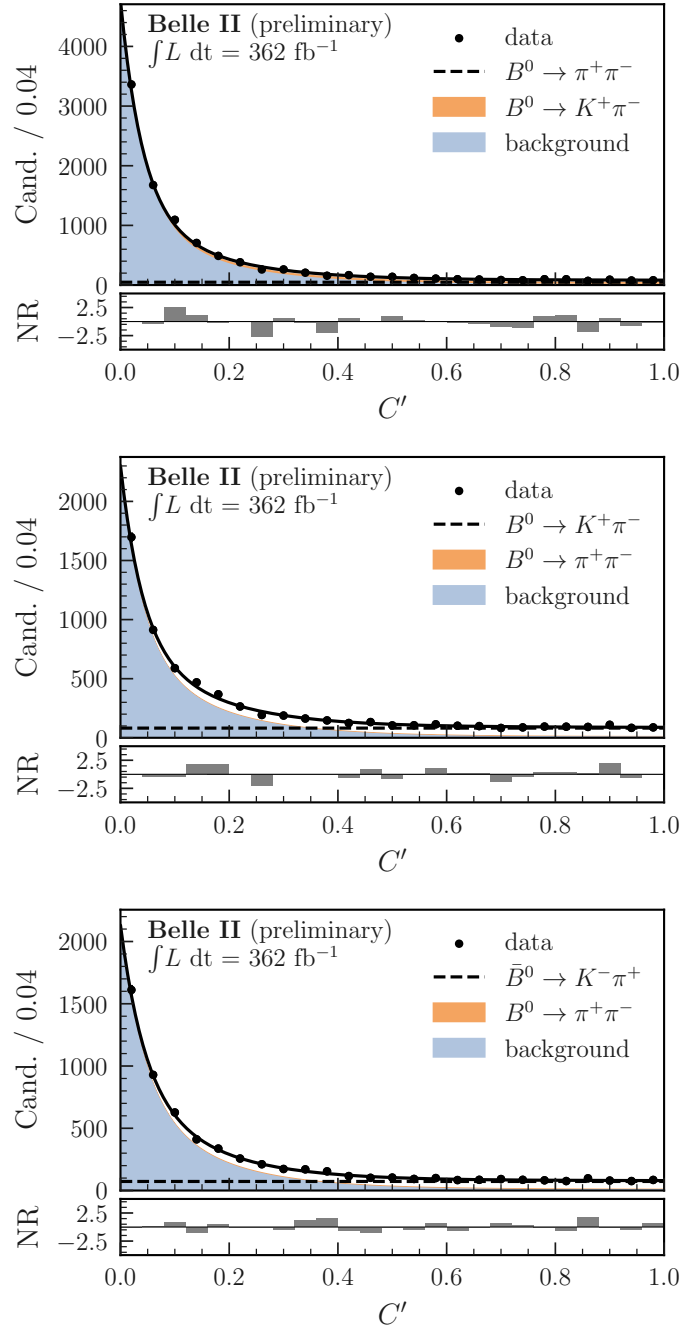 Belle II (preliminary)
∫L dt = 362 fb⁻¹
data
B⁰ → π⁺π⁻
B⁰ → K⁺π⁻
background
Cand. / 0.04
4000
3000
2000
1000
0
NR
2.5
−2.5
0.0 0.2 0.4 0.6 0.8 1.0
C′
Belle II (preliminary)
∫L dt = 362 fb⁻¹
data
B⁰ → K⁺π⁻
B⁰ → π⁺π⁻
background
Cand. / 0.04
2000
1500
1000
500
0
NR
2.5
−2.5
0.0 0.2 0.4 0.6 0.8 1.0
C′
Belle II (preliminary)
∫L dt = 362 fb⁻¹
data
B̄⁰ → K⁻π⁺
B⁰ → π⁺π⁻
background
Cand. / 0.04
2000
1500
1000
500
0
NR
2.5
−2.5
0.0 0.2 0.4 0.6 0.8 1.0
C′